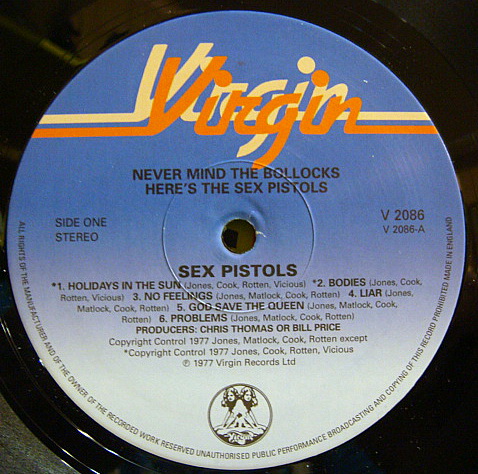 Virgin
NEVER MIND THE BOLLOCKS
HERE'S THE SEX PISTOLS
SIDE ONE
STEREO
V 2086
V 2086-A
SEX PISTOLS
*1. HOLIDAYS IN THE SUN (Jones, Cook, Rotten, Vicious) *2. BODIES (Jones, Cook,
Rotten, Vicious) 3. NO FEELINGS (Jones, Matlock, Cook, Rotten) 4. LIAR (Jones,
Matlock, Cook, Rotten) 5. GOD SAVE THE QUEEN (Jones, Matlock, Cook,
Rotten) 6. PROBLEMS (Jones, Matlock, Cook, Rotten)
PRODUCERS: CHRIS THOMAS OR BILL PRICE
Copyright Control 1977 Jones, Matlock, Cook, Rotten except
*Copyright Control 1977 Jones, Cook, Rotten, Vicious
℗ 1977 Virgin Records Ltd
Virgin
ALL RIGHTS OF THE MANUFACTURER AND OF THE OWNER OF THE RECORDED WORK RESERVED UNAUTHORISED PUBLIC PERFORMANCE BROADCASTING AND COPYING OF THIS RECORD PROHIBITED MADE IN ENGLAND